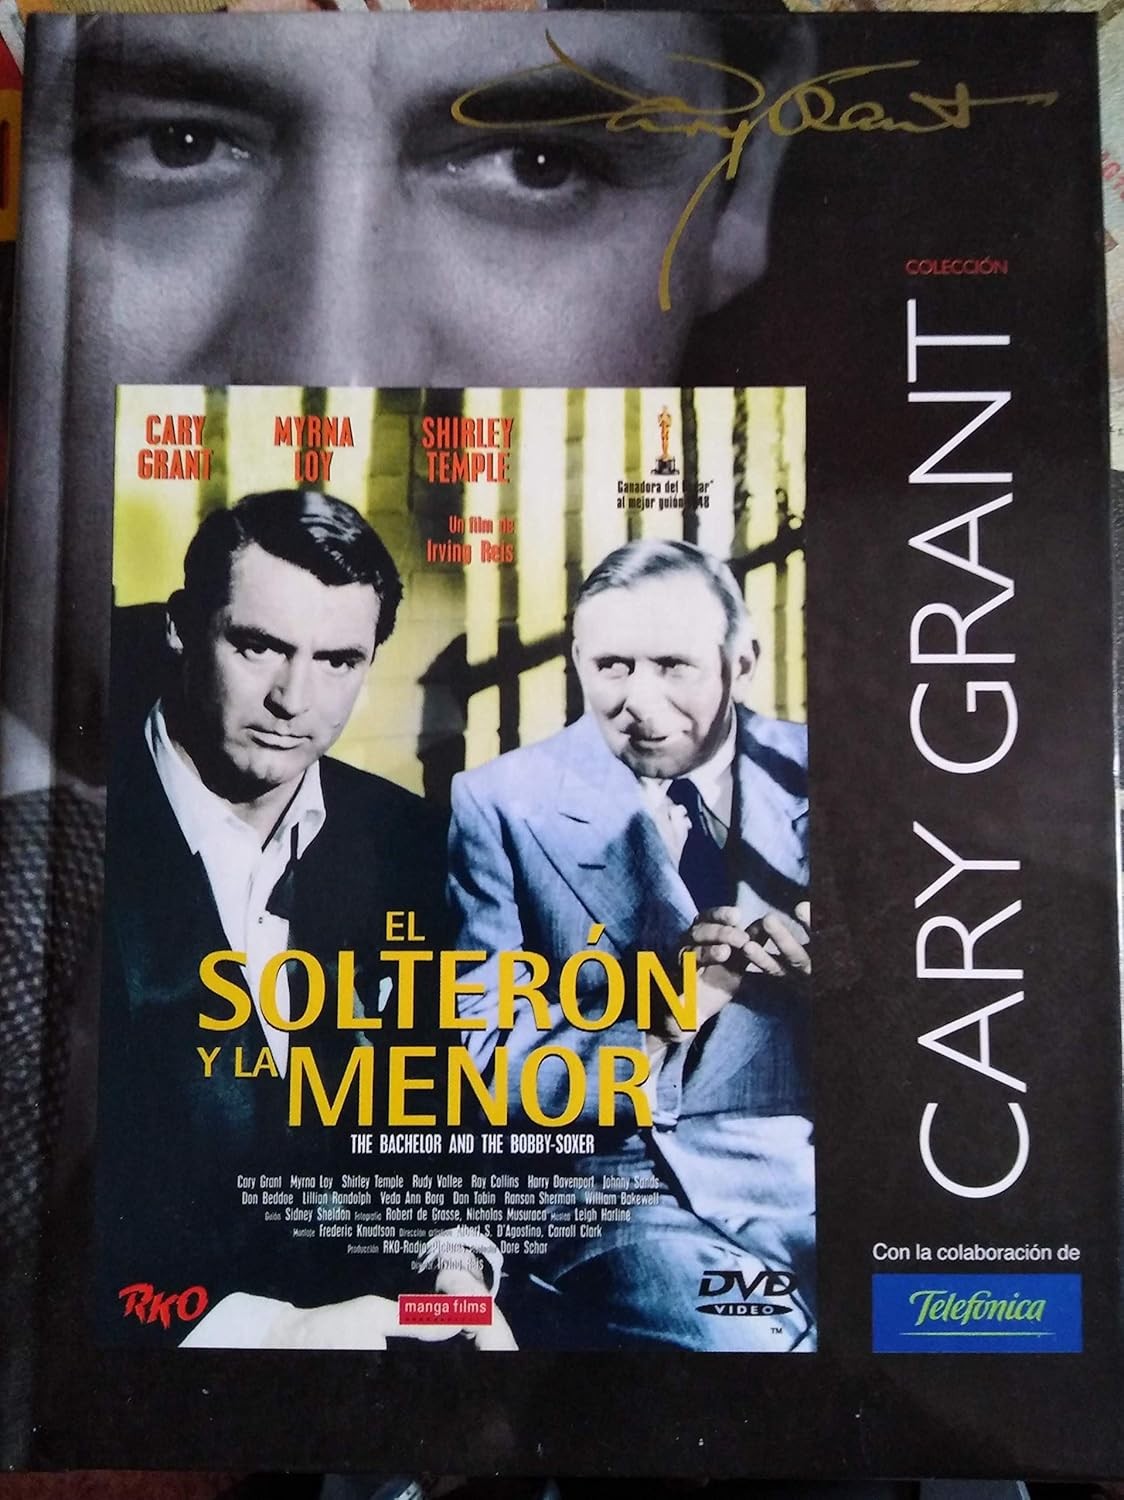 Cary Grant
COLECCIÓN
CARY GRANT
CARY GRANT
MYRNA LOY
SHIRLEY TEMPLE
Un film de
Irving Reis
Ganadora del
al mejor guión
EL
SOLTERÓN
Y LA MENOR
THE BACHELOR AND THE BOBBY-SOXER
Cary Grant Myrna Loy Shirley Temple Rudy Vallee Ray Collins Harry Davenport Johnny Sands
Don Beddoe Lillian Randolph Veda Ann Borg Dan Tobin Ransom Sherman William Bakewell
Guión Sidney Sheldon Fotografía Robert de Grasse, Nicholas Musuraca Música Leigh Harline
Montaje Frederic Knudtson Dirección artística Albert S. D'Agostino, Carroll Clark
Producción RKO-Radio Pictures Dore Schar
Irving Reis
RKO
manga films
DVD
VIDEO
TM
Con la colaboración de
Telefónica